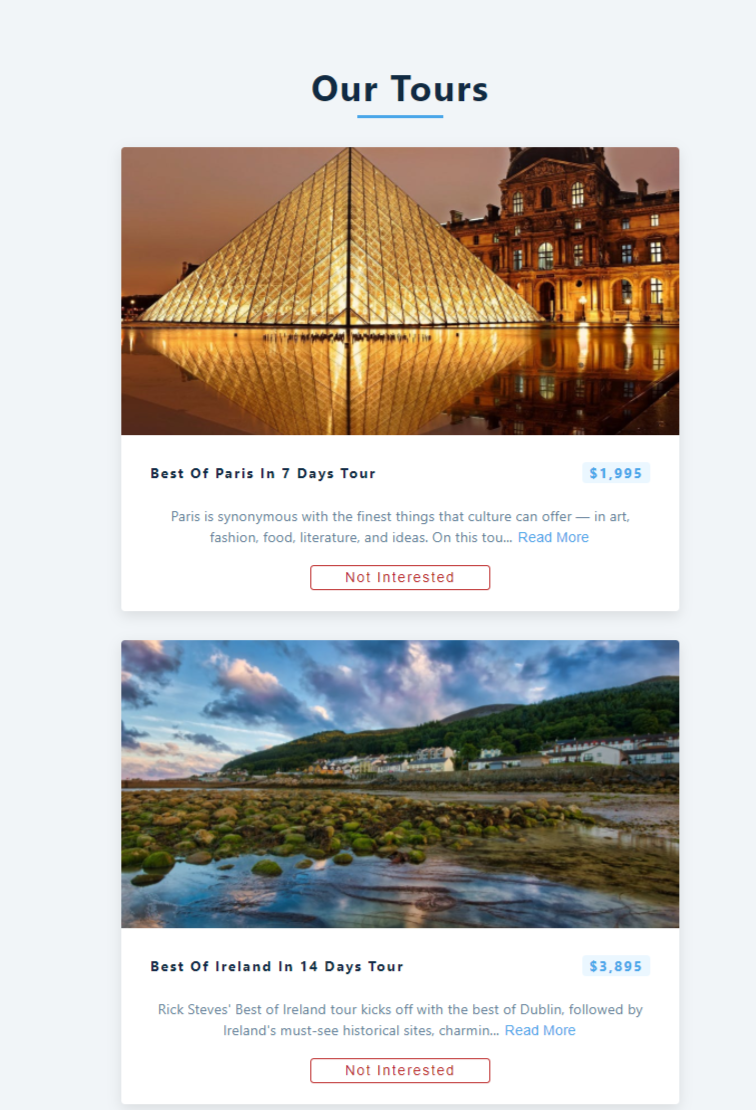 Our Tours
Best Of Paris In 7 Days Tour
$1,995
Paris is synonymous with the finest things that culture can offer — in art,
fashion, food, literature, and ideas. On this tou... Read More
Not Interested
Best Of Ireland In 14 Days Tour
$3,895
Rick Steves' Best of Ireland tour kicks off with the best of Dublin, followed by
Ireland's must-see historical sites, charmin... Read More
Not Interested